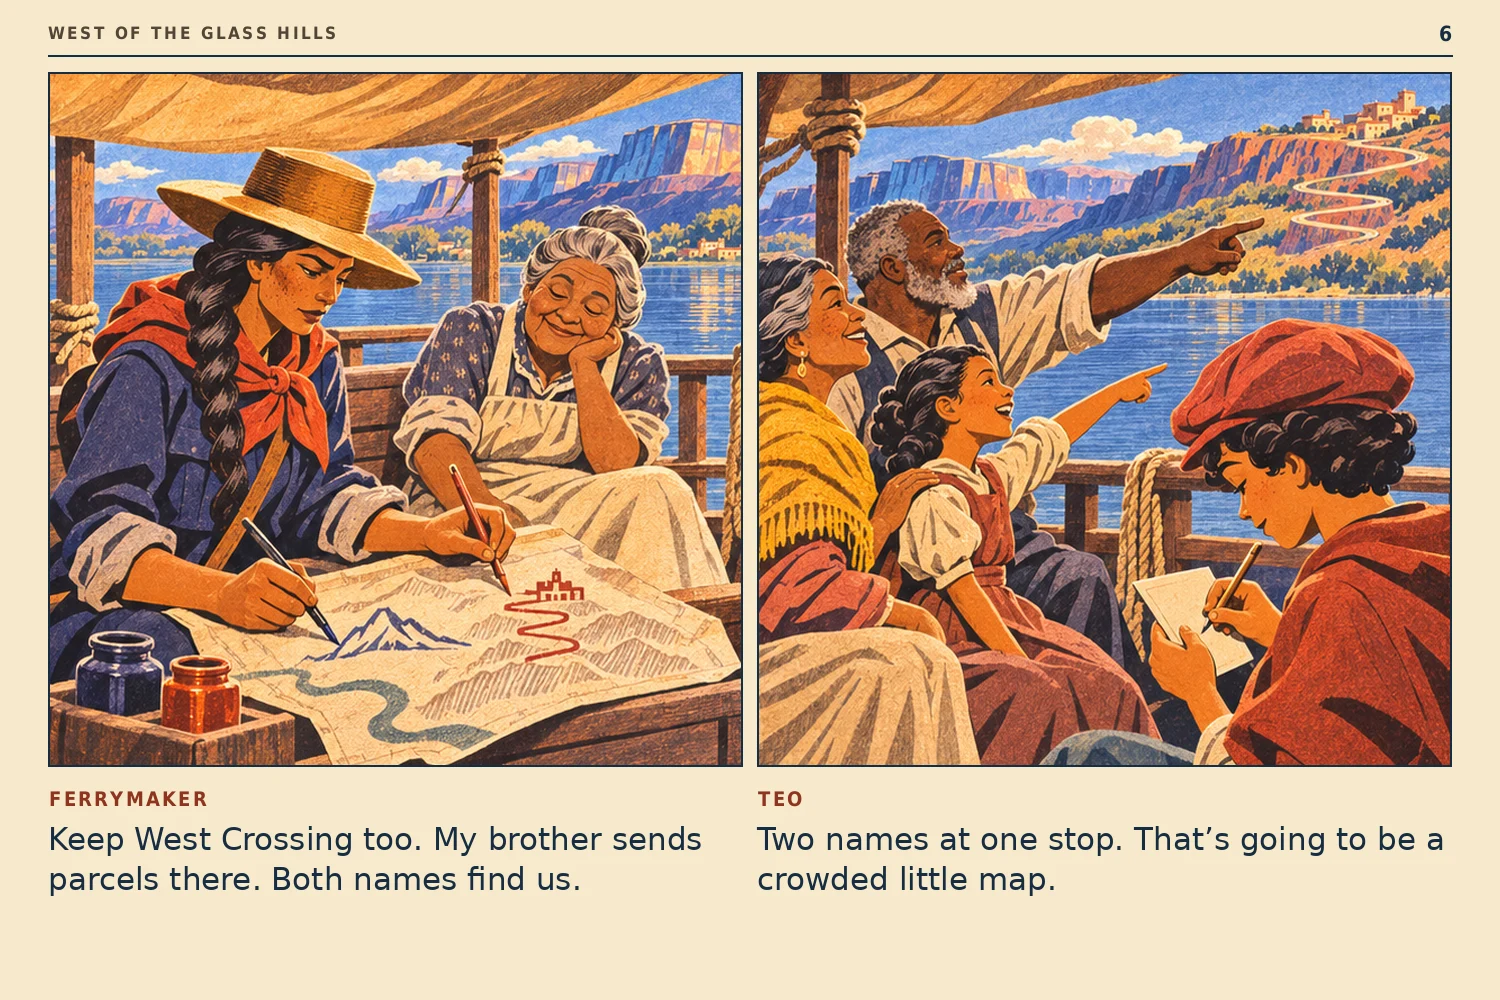 WEST OF THE GLASS HILLS
6
FERRYMAKER
Keep West Crossing too. My brother sends
parcels there. Both names find us.
TEO
Two names at one stop. That’s going to be a
crowded little map.